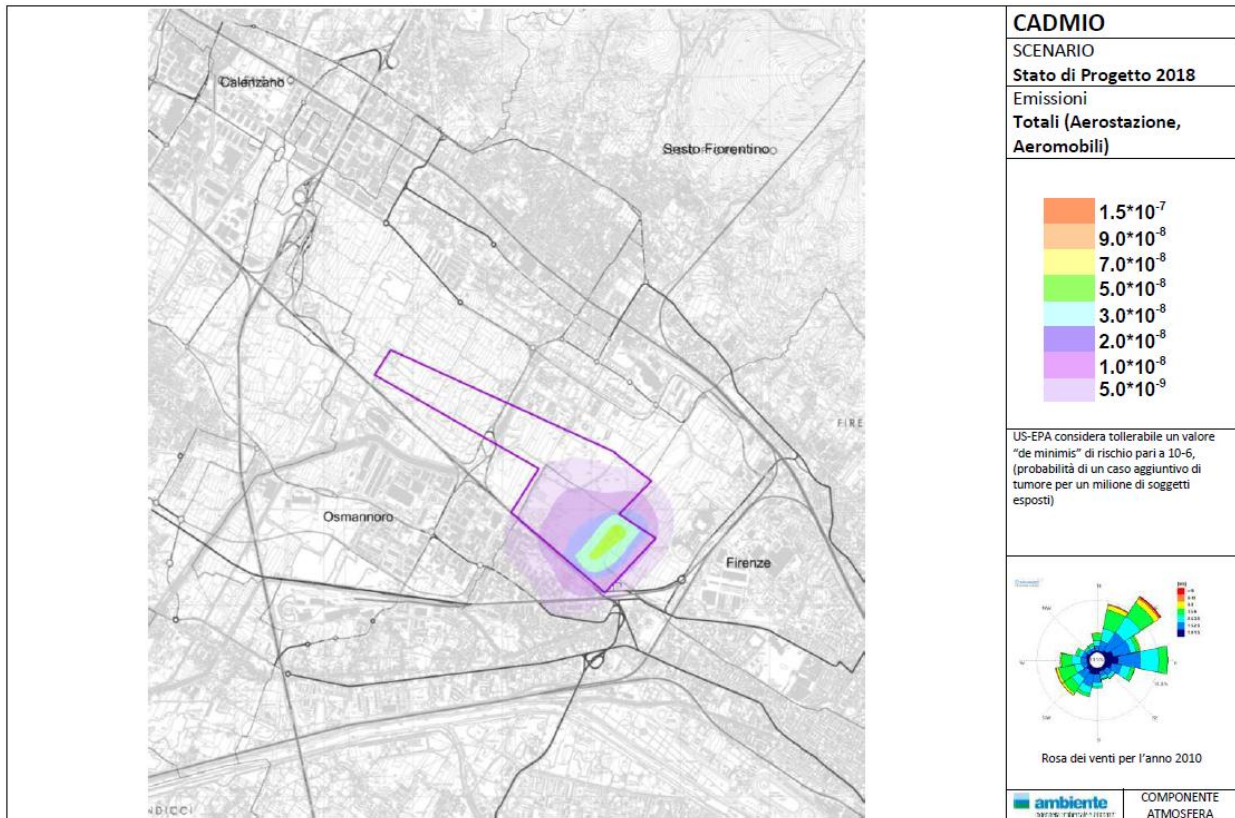 Calenzano
Sesto Fiorentino
FIRE
Osmannoro
Firenze
NDICCI
CADMIO
SCENARIO
Stato di Progetto 2018
Emissioni
Totali (Aerostazione,
Aeromobili)
1.5*10-7
9.0*10-8
7.0*10-8
5.0*10-8
3.0*10-8
2.0*10-8
1.0*10-8
5.0*10-9
US-EPA considera tollerabile un valore
"de minimis" di rischio pari a 10-6,
(probabilità di un caso aggiuntivo di
tumore per un milione di soggetti
esposti)
N
NW
W
SW
SE
S
Rosa dei venti per l'anno 2010
ambiente
COMPONENTE
ATMOSFERA